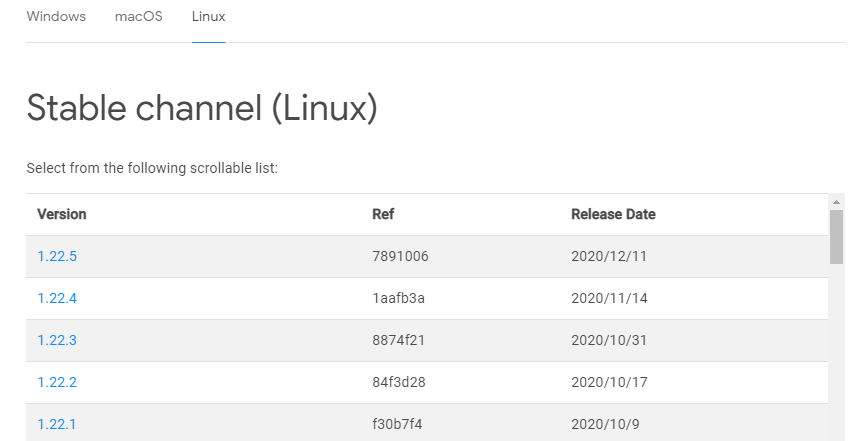 Windows macOS Linux
Stable channel (Linux)
Select from the following scrollable list:
Version Ref Release Date
1.22.5 7891006 2020/12/11
1.22.4 1aafb3a 2020/11/14
1.22.3 8874f21 2020/10/31
1.22.2 84f3d28 2020/10/17
1.22.1 f30b7f4 2020/10/9